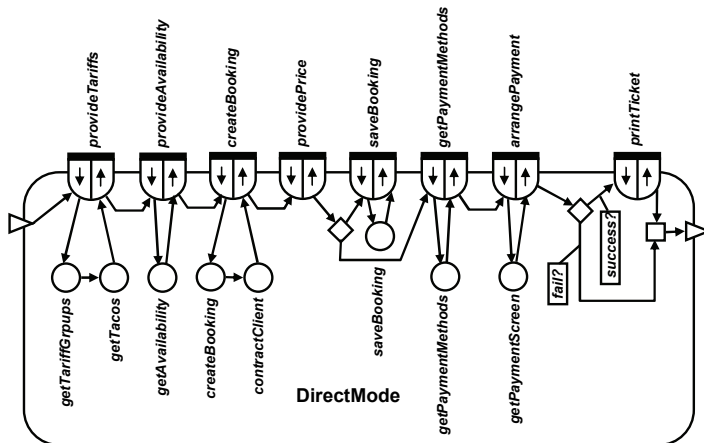 provideTariffs
provideAvailability
createBooking
providePrice
saveBooking
getPaymentMethods
arrangePayment
printTicket
fail?
success?
getTariffGrpups
getTacos
getAvailability
createBooking
contractClient
saveBooking
getPaymentMethods
getPaymentScreen
DirectMode